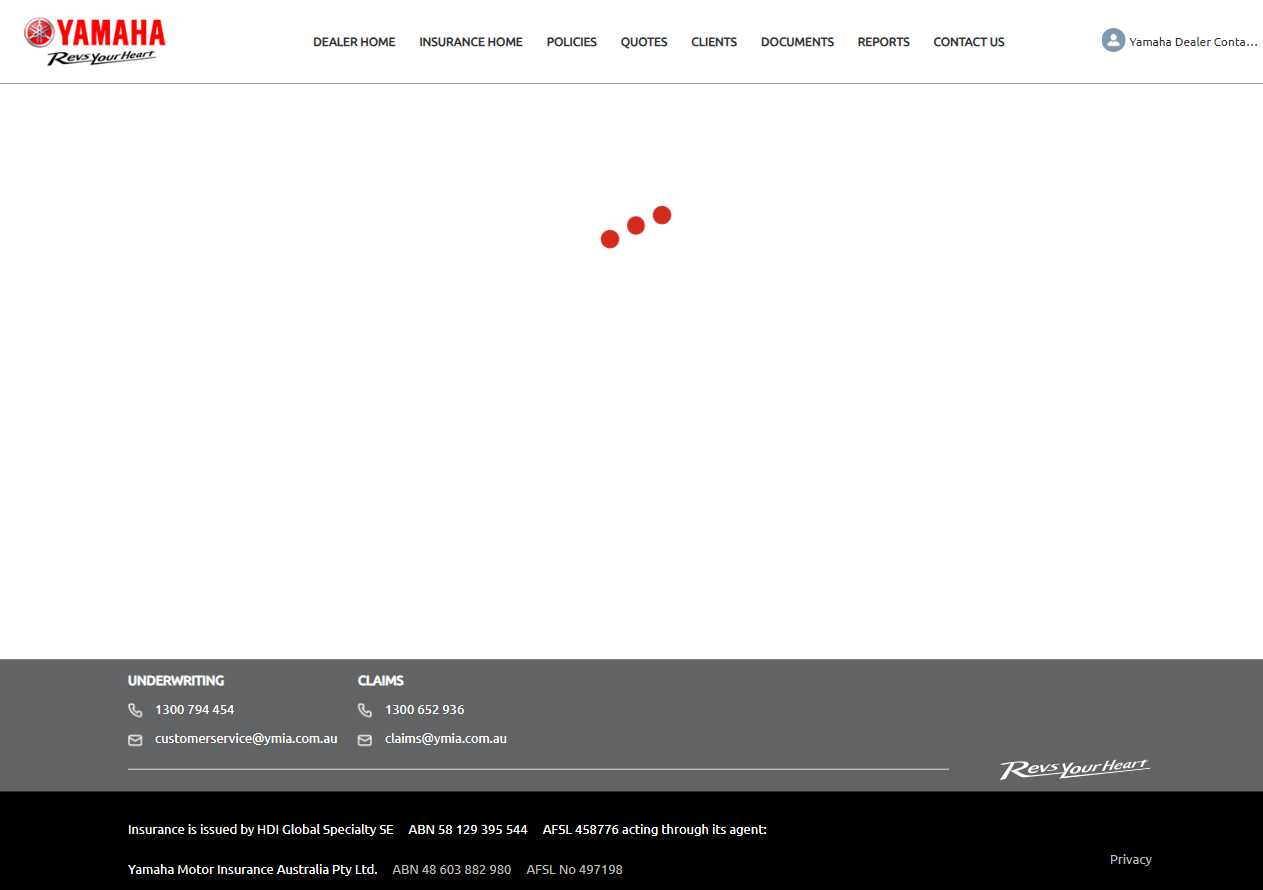 YAMAHA
Revs Your Heart
DEALER HOME INSURANCE HOME POLICIES QUOTES CLIENTS DOCUMENTS REPORTS CONTACT US
Yamaha Dealer Conta...
UNDERWRITING
1300 794 454
customerservice@ymia.com.au
CLAIMS
1300 652 936
claims@ymia.com.au
Revs Your Heart
Insurance is issued by HDI Global Specialty SE ABN 58 129 395 544 AFSL 458776 acting through its agent:
Yamaha Motor Insurance Australia Pty Ltd. ABN 48 603 882 980 AFSL No 497198
Privacy